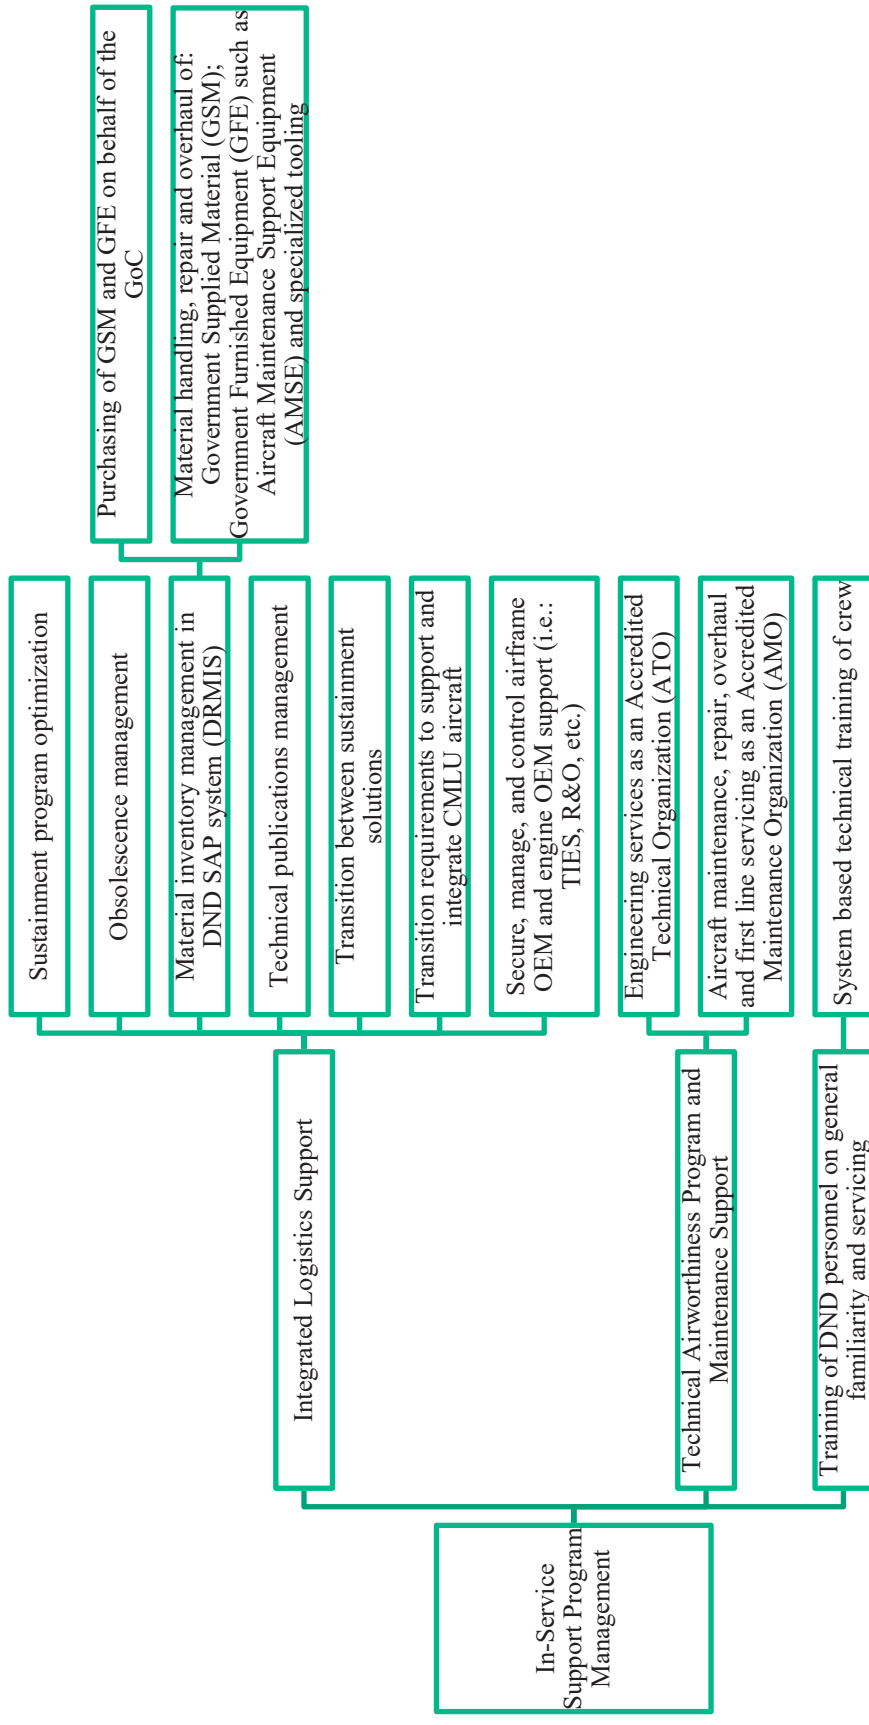 In-Service
Support Program
Management
Integrated Logistics Support
Sustainment program optimization
Obsolescence management
Material inventory management in
DND SAP system (DRMIS)
Purchasing of GSM and GFE on behalf of the
GoC
Material handling, repair and overhaul of:
Government Supplied Material (GSM);
Government Furnished Equipment (GFE) such as
Aircraft Maintenance Support Equipment
(AMSE) and specialized tooling
Technical publications management
Transition between sustainment
solutions
Transition requirements to support and
integrate CMLU aircraft
Secure, manage, and control airframe
OEM and engine OEM support (i.e.:
TIES, R&O, etc.)
Technical Airworthiness Program and
Maintenance Support
Engineering services as an Accredited
Technical Organization (ATO)
Aircraft maintenance, repair, overhaul
and first line servicing as an Accredited
Maintenance Organization (AMO)
Training of DND personnel on general
familiarity and servicing
System based technical training of crew